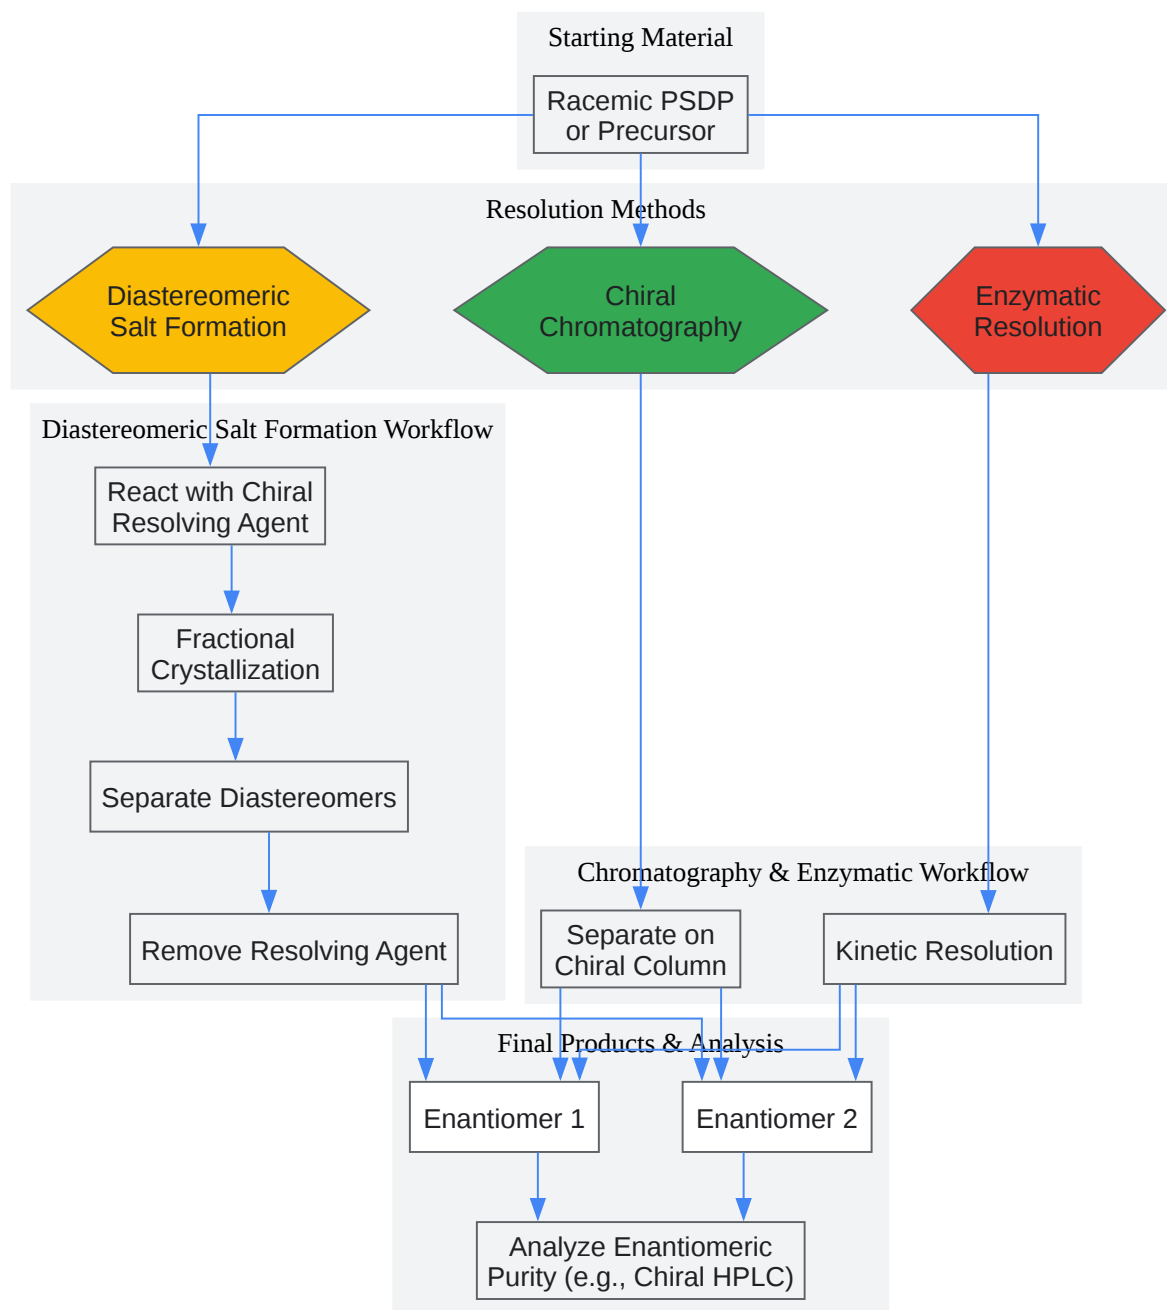 Starting Material
Racemic PSDP
or Precursor
Resolution Methods
Diastereomeric
Salt Formation
Chiral
Chromatography
Enzymatic
Resolution
Diastereomeric Salt Formation Workflow
React with Chiral
Resolving Agent
Fractional
Crystallization
Separate Diastereomers
Remove Resolving Agent
Chromatography & Enzymatic Workflow
Separate on
Chiral Column
Kinetic Resolution
Final Products & Analysis
Enantiomer 1
Enantiomer 2
Analyze Enantiomeric
Purity (e.g., Chiral HPLC)